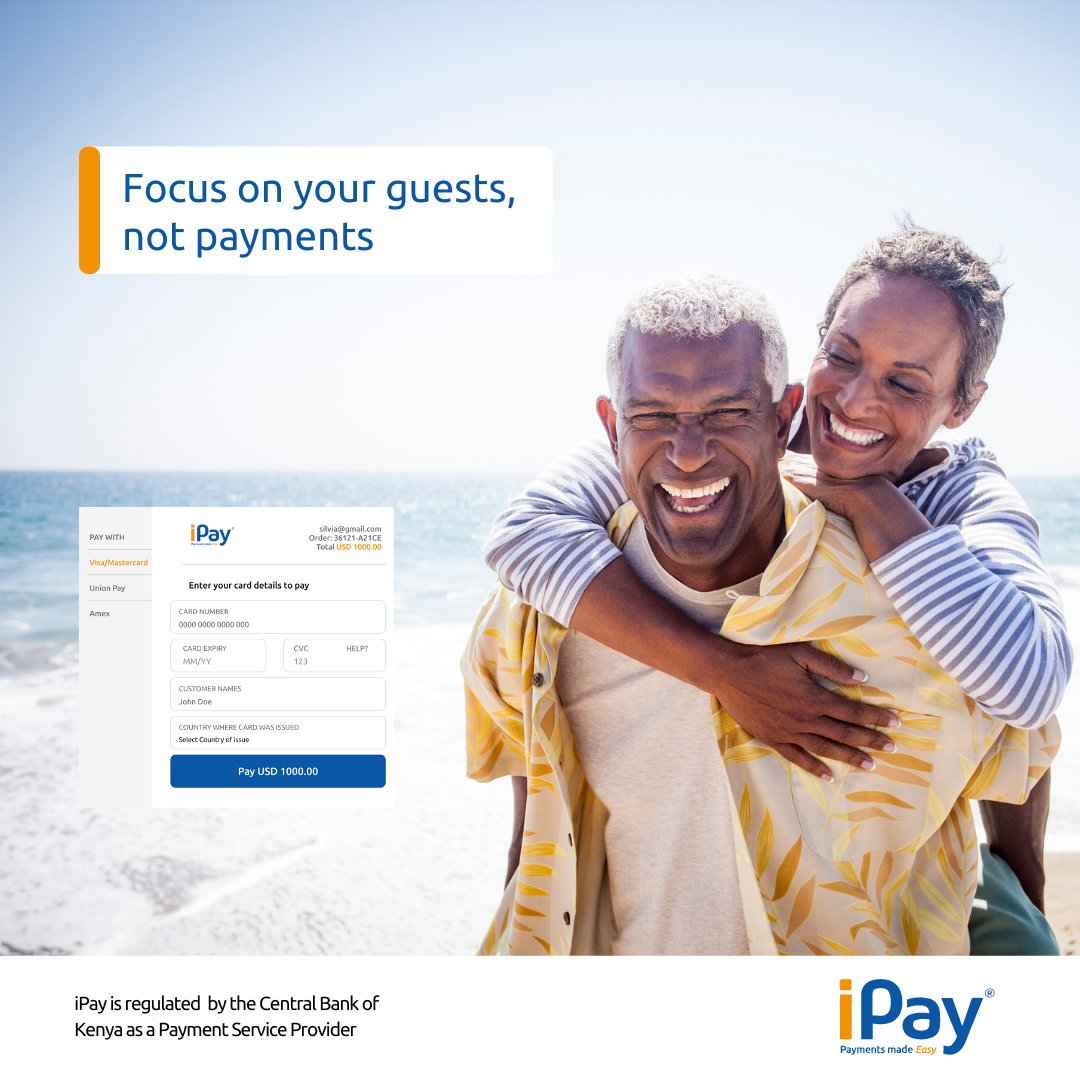 Focus on your guests,
not payments
PAY WITH
Visa/Mastercard
Union Pay
Amex
iPay®
Payments made Easy
silvia@gmail.com
Order: 36121-A21CE
Total USD 1000.00
Enter your card details to pay
CARD NUMBER
0000 0000 0000 000
CARD EXPIRY
MM/YY
CVC HELP?
123
CUSTOMER NAMES
John Doe
COUNTRY WHERE CARD WAS ISSUED
Select Country of issue
Pay USD 1000.00
iPay is regulated by the Central Bank of
Kenya as a Payment Service Provider
iPay®
Payments made Easy